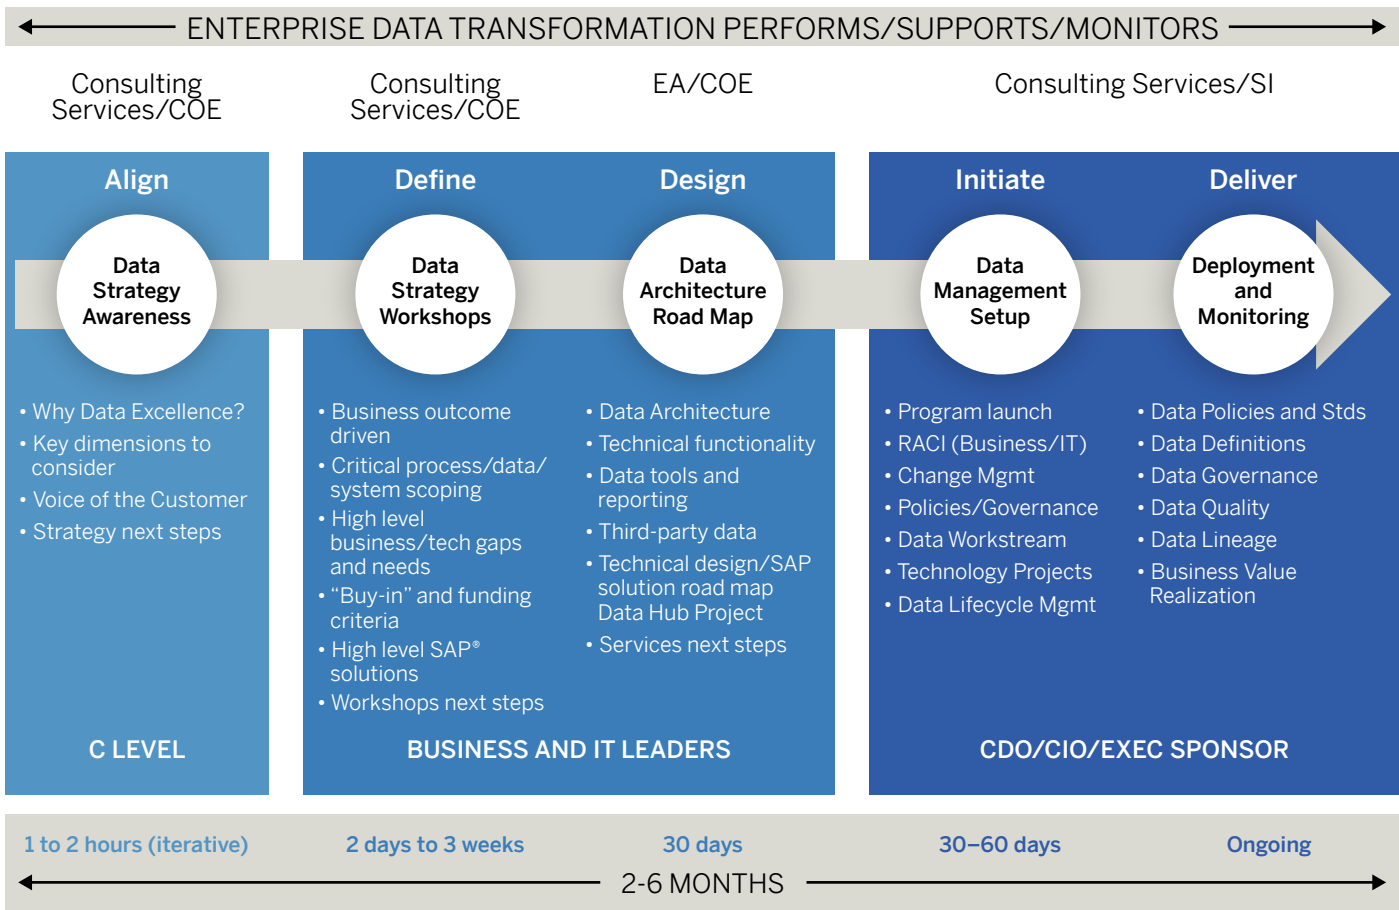 ENTERPRISE DATA TRANSFORMATION PERFORMS/SUPPORTS/MONITORS
Consulting
Services/COE
Consulting
Services/COE
EA/COE
Consulting Services/SI
Align
Data
Strategy
Awareness
• Why Data Excellence?
• Key dimensions to
consider
• Voice of the Customer
• Strategy next steps
C LEVEL
Define
Data
Strategy
Workshops
• Business outcome
driven
• Critical process/data/
system scoping
• High level
business/tech gaps
and needs
• “Buy-in” and funding
criteria
• High level SAP®
solutions
• Workshops next steps
Design
Data
Architecture
Road Map
• Data Architecture
• Technical functionality
• Data tools and
reporting
• Third-party data
• Technical design/SAP
solution road map
Data Hub Project
• Services next steps
BUSINESS AND IT LEADERS
Initiate
Data
Management
Setup
• Program launch
• RACI (Business/IT)
• Change Mgmt
• Policies/Governance
• Data Workstream
• Technology Projects
• Data Lifecycle Mgmt
Deliver
Deployment
and
Monitoring
• Data Policies and Stds
• Data Definitions
• Data Governance
• Data Quality
• Data Lineage
• Business Value
Realization
CDO/CIO/EXEC SPONSOR
1 to 2 hours (iterative)
2 days to 3 weeks
30 days
30–60 days
Ongoing
2-6 MONTHS